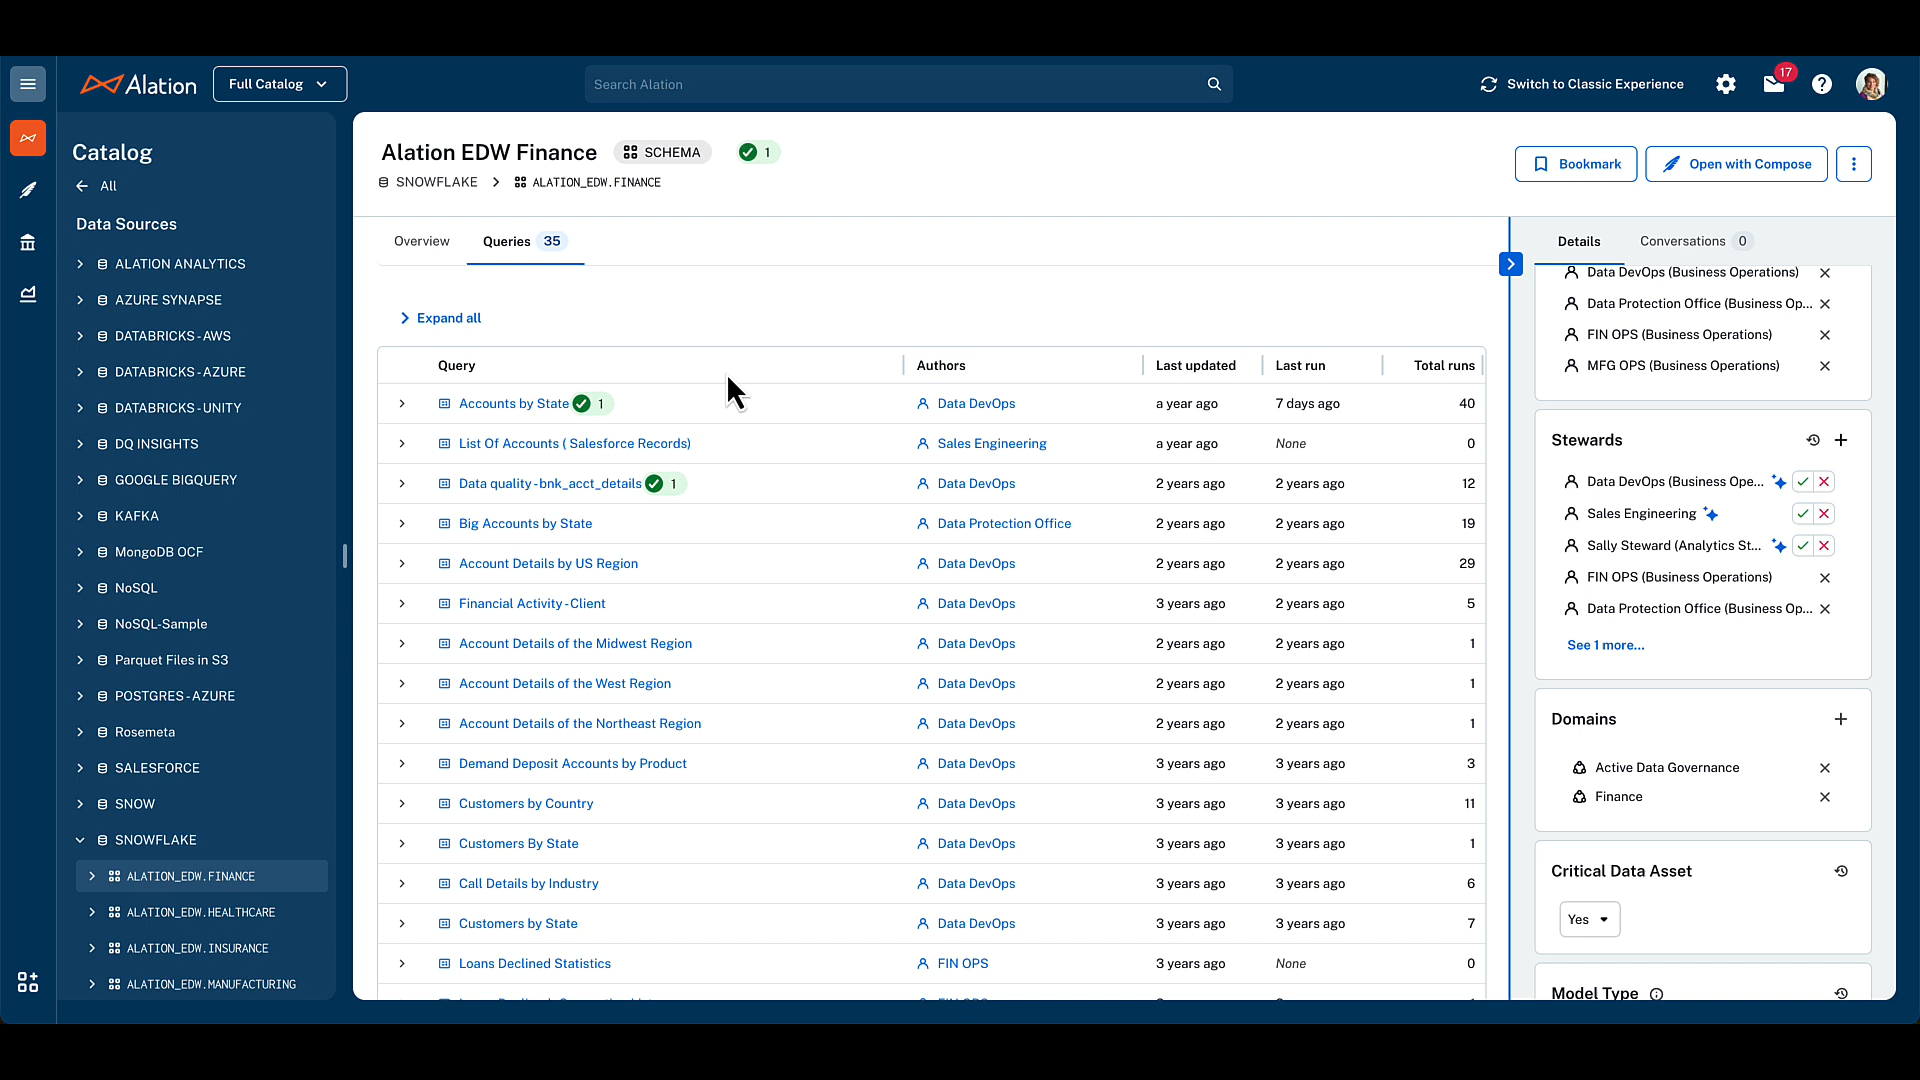 Alation
Full Catalog
Search Alation
Switch to Classic Experience
17
Catalog
All
Data Sources
ALATION ANALYTICS
AZURE SYNAPSE
DATABRICKS-AWS
DATABRICKS-AZURE
DATABRICKS-UNITY
DQ INSIGHTS
GOOGLE BIGQUERY
KAFKA
MongoDB OCF
NoSQL
NoSQL-Sample
Parquet Files in S3
POSTGRES-AZURE
Rosemeta
SALESFORCE
SNOW
SNOWFLAKE
ALATION_EDW.FINANCE
ALATION_EDW.HEALTHCARE
ALATION_EDW.INSURANCE
ALATION_EDW.MANUFACTURING
Alation EDW Finance SCHEMA 1
SNOWFLAKE > ALATION_EDW.FINANCE
Bookmark
Open with Compose
Overview Queries 35
Expand all
Query Authors Last updated Last run Total runs
Accounts by State 1 Data DevOps a year ago 7 days ago 40
List Of Accounts ( Salesforce Records) Sales Engineering a year ago None 0
Data quality-bnk_acct_details 1 Data DevOps 2 years ago 2 years ago 12
Big Accounts by State Data Protection Office 2 years ago 2 years ago 19
Account Details by US Region Data DevOps 2 years ago 2 years ago 29
Financial Activity-Client Data DevOps 3 years ago 2 years ago 5
Account Details of the Midwest Region Data DevOps 2 years ago 2 years ago 1
Account Details of the West Region Data DevOps 2 years ago 2 years ago 1
Account Details of the Northeast Region Data DevOps 2 years ago 2 years ago 1
Demand Deposit Accounts by Product Data DevOps 3 years ago 3 years ago 3
Customers by Country Data DevOps 3 years ago 3 years ago 11
Customers By State Data DevOps 3 years ago 3 years ago 1
Call Details by Industry Data DevOps 3 years ago 3 years ago 6
Customers by State Data DevOps 3 years ago 3 years ago 7
Loans Declined Statistics FIN OPS 3 years ago None 0
Details Conversations 0
Data DevOps (Business Operations)
Data Protection Office (Business Op...
FIN OPS (Business Operations)
MFG OPS (Business Operations)
Stewards
Data DevOps (Business Ope...
Sales Engineering
Sally Steward (Analytics St...
FIN OPS (Business Operations)
Data Protection Office (Business Op...
See 1 more...
Domains
Active Data Governance
Finance
Critical Data Asset
Yes
Model Type